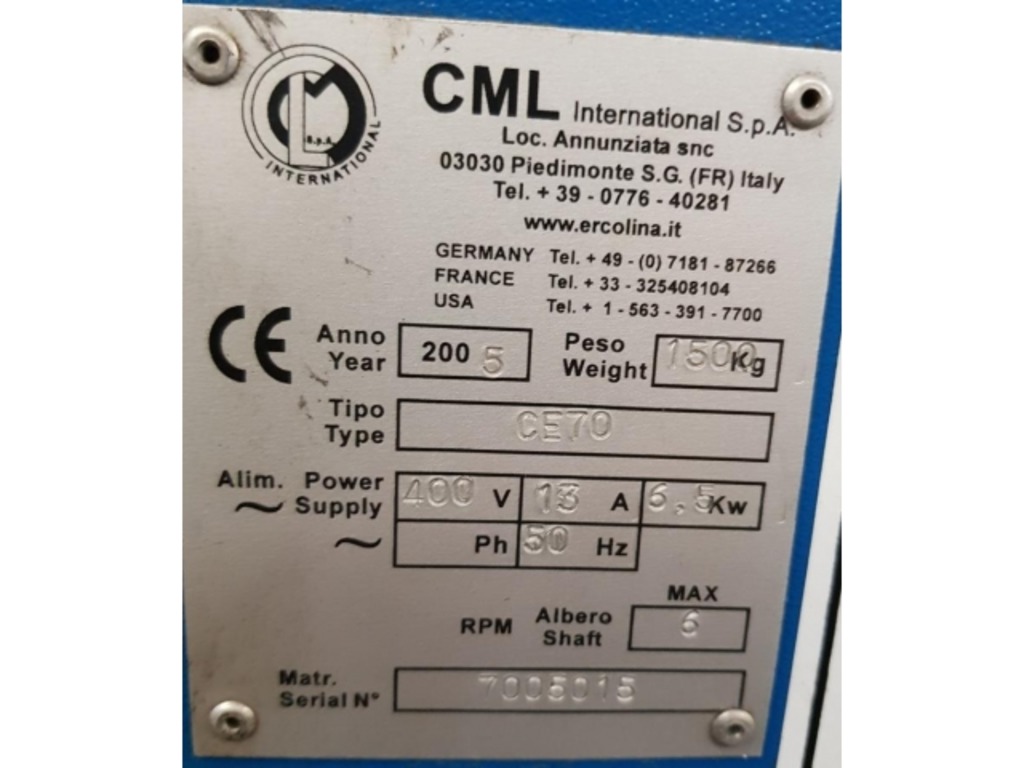 CML International S.p.A.
L S.p.A.
INTERNATIONAL
Loc. Annunziata snc
03030 Piedimonte S.G. (FR) Italy
Tel. + 39 - 0776 - 40281
www.ercolina.it
GERMANY Tel. + 49 - (0) 7181 - 87266
FRANCE Tel. + 33 - 325408104
USA Tel. + 1 - 563 - 391 - 7700
CE Anno 2005 Peso 1500 Kg
Year Weight
Tipo CE70
Type
Alim. Power 400 V 13 A 6,5 Kw
~ Supply
~ Ph 50 Hz
MAX
RPM Albero 6
Shaft
Matr. 7005015
Serial N°